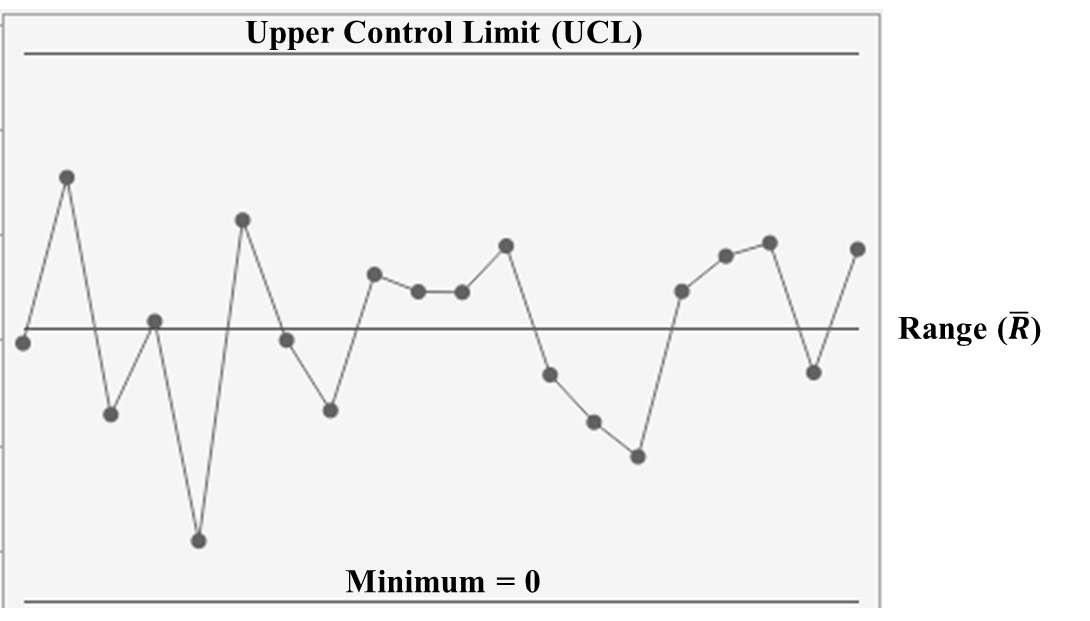 Upper Control Limit (UCL)
Range (R̅)
Minimum = 0